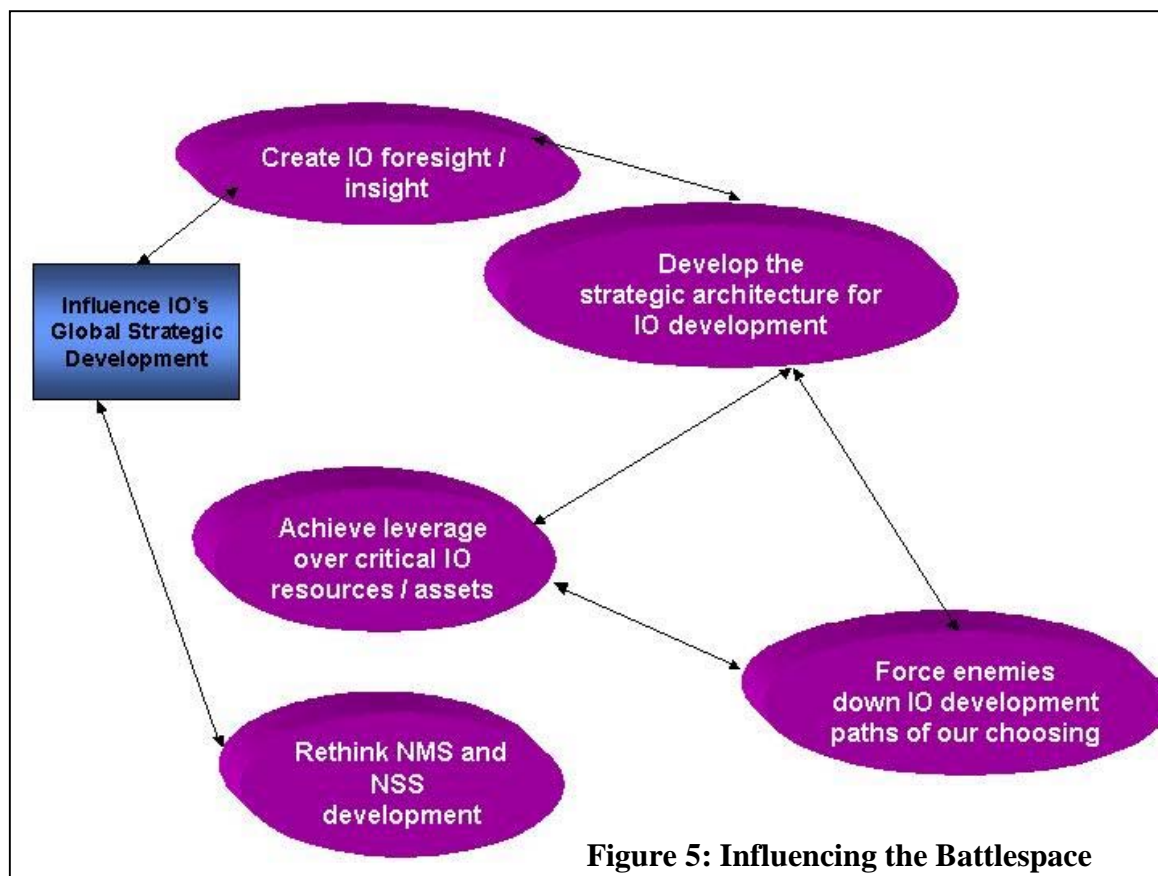 Create IO foresight /
insight
Develop the
strategic architecture for
IO development
Influence IO's
Global Strategic
Development
Achieve leverage
over critical IO
resources / assets
Force enemies
down IO development
paths of our choosing
Rethink NMS and
NSS
development
Figure 5: Influencing the Battlespace